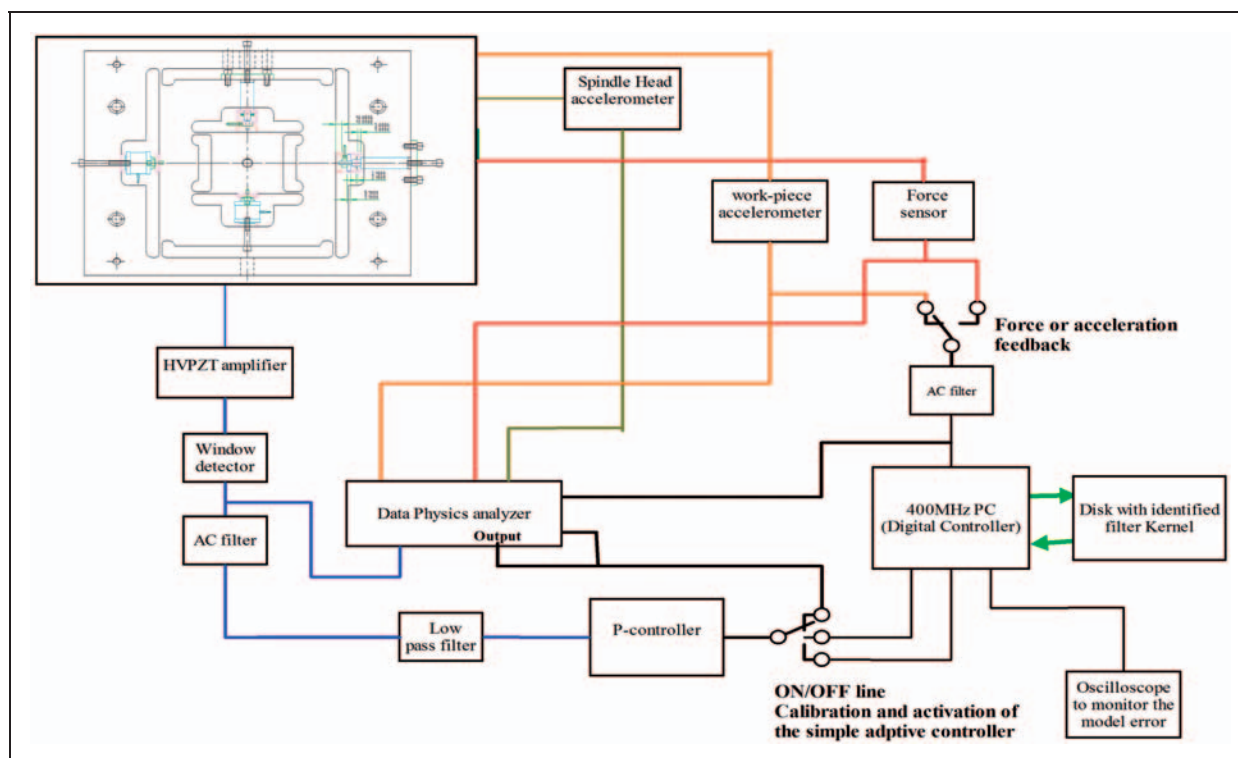 Spindle Head
accelerometer
work-piece
accelerometer
Force
sensor
Force or acceleration
feedback
HVPZT amplifier
AC filter
Window
detector
400MHz PC
(Digital Controller)
Disk with identified
filter Kernel
Data Physics analyzer
Output
AC filter
Low
pass filter
P-controller
ON/OFF line
Calibration and activation of
the simple adptive controller
Oscilloscope
to monitor the
model error